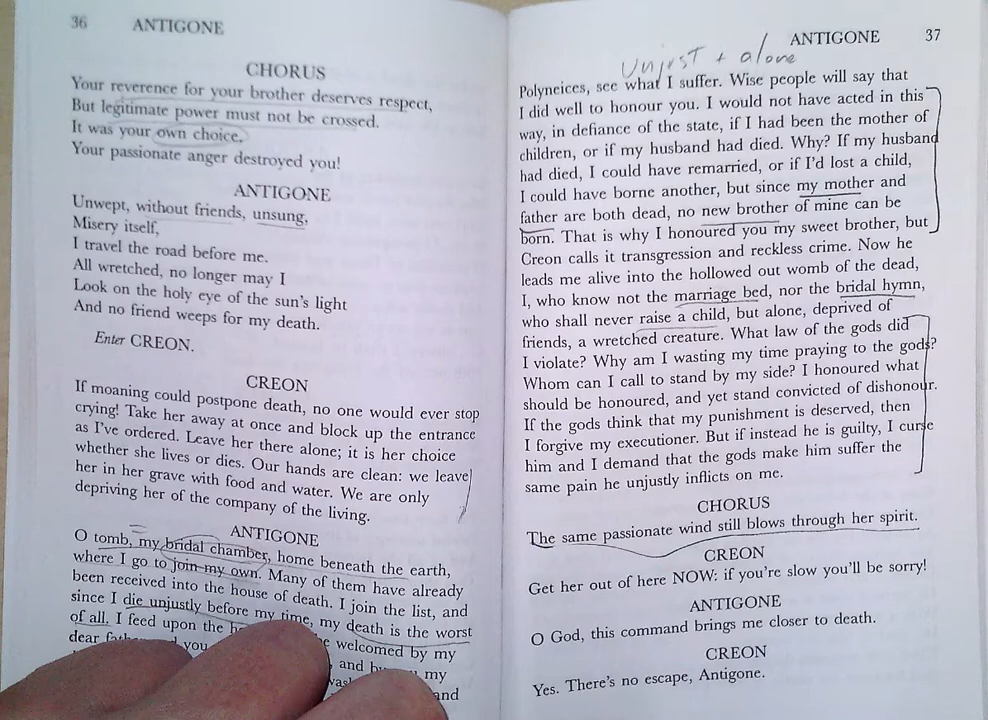 36 ANTIGONE
CHORUS
Your reverence for your brother deserves respect,
But legitimate power must not be crossed.
It was your own choice,
Your passionate anger destroyed you!
ANTIGONE
Unwept, without friends, unsung,
Misery itself,
I travel the road before me.
All wretched, no longer may I
Look on the holy eye of the sun's light
And no friend weeps for my death.
Enter CREON.
CREON
If moaning could postpone death, no one would ever stop
crying! Take her away at once and block up the entrance
as I've ordered. Leave her there alone; it is her choice
whether she lives or dies. Our hands are clean: we leave
her in her grave with food and water. We are only
depriving her of the company of the living.
ANTIGONE
O tomb, my bridal chamber, home beneath the earth,
where I go to join my own. Many of them have already
been received into the house of death. I join the list, and
since I die unjustly before my time, my death is the worst
of all. I feed upon the welcomed by my
dear you
and my
and
ANTIGONE 37
Unjust + alone
Polyneices, see what I suffer. Wise people will say that
I did well to honour you. I would not have acted in this
way, in defiance of the state, if I had been the mother of
children, or if my husband had died. Why? If my husband
had died, I could have remarried, or if I'd lost a child,
I could have borne another, but since my mother and
father are both dead, no new brother of mine can be
born. That is why I honoured you my sweet brother, but
Creon calls it transgression and reckless crime. Now he
leads me alive into the hollowed out womb of the dead,
I, who know not the marriage bed, nor the bridal hymn,
who shall never raise a child, but alone, deprived of
friends, a wretched creature. What law of the gods did
I violate? Why am I wasting my time praying to the gods?
Whom can I call to stand by my side? I honoured what
should be honoured, and yet stand convicted of dishonour.
If the gods think that my punishment is deserved, then
I forgive my executioner. But if instead he is guilty, I curse
him and I demand that the gods make him suffer the
same pain he unjustly inflicts on me.
CHORUS
The same passionate wind still blows through her spirit.
CREON
Get her out of here NOW: if you're slow you'll be sorry!
ANTIGONE
O God, this command brings me closer to death.
CREON
Yes. There's no escape, Antigone.